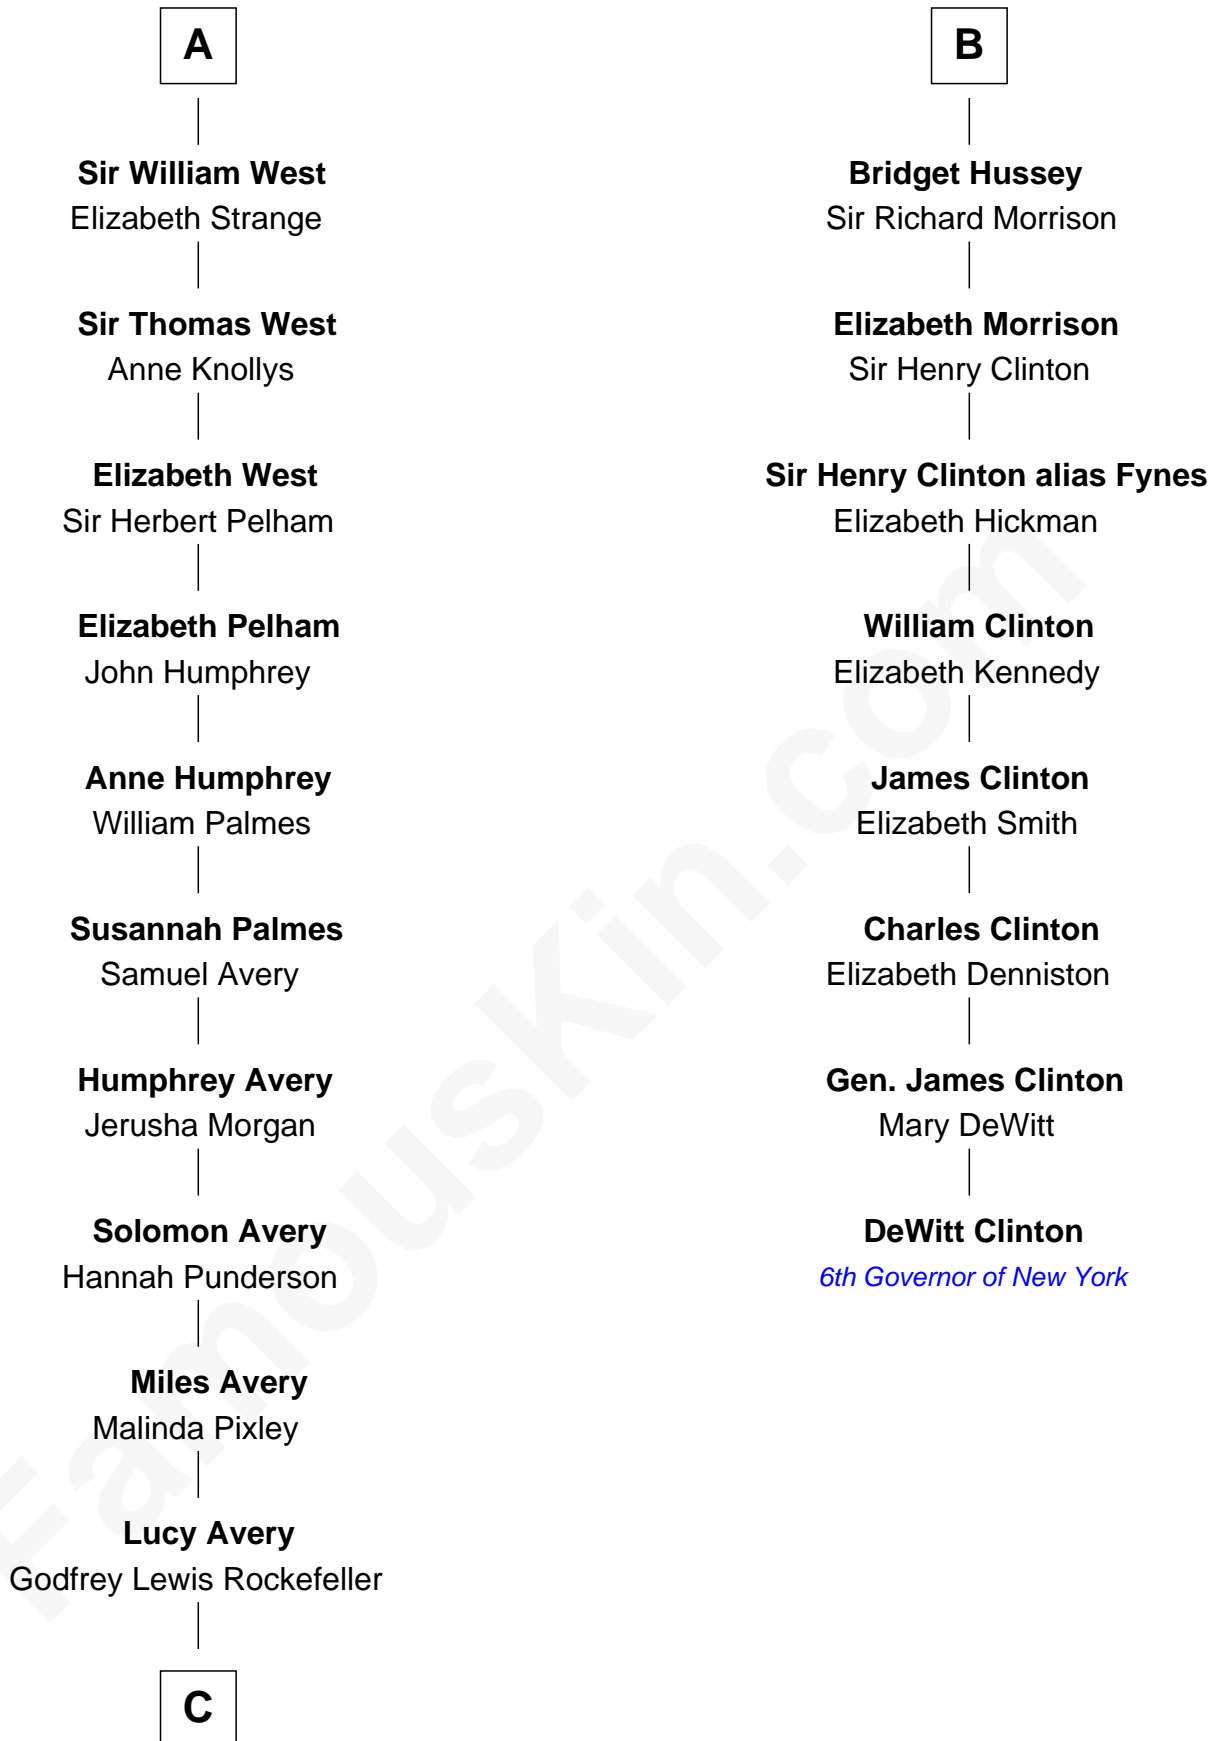 A
Sir William West
Elizabeth Strange
Sir Thomas West
Anne Knollys
Elizabeth West
Sir Herbert Pelham
Elizabeth Pelham
John Humphrey
Anne Humphrey
William Palmes
Susannah Palmes
Samuel Avery
Humphrey Avery
Jerusha Morgan
Solomon Avery
Hannah Punderson
Miles Avery
Malinda Pixley
Lucy Avery
Godfrey Lewis Rockefeller
C
B
Bridget Hussey
Sir Richard Morrison
Elizabeth Morrison
Sir Henry Clinton
Sir Henry Clinton alias Fynes
Elizabeth Hickman
William Clinton
Elizabeth Kennedy
James Clinton
Elizabeth Smith
Charles Clinton
Elizabeth Denniston
Gen. James Clinton
Mary DeWitt
DeWitt Clinton
6th Governor of New York
FamousKin.com